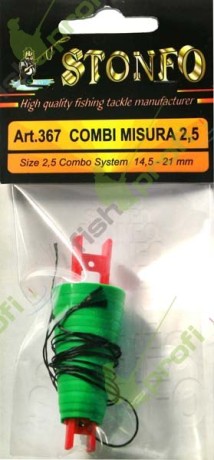 STONFO
High quality fishing tackle manufacturer
Art.367 COMBI MISURA 2,5
Size 2,5 Combo System 14,5 - 21 mm